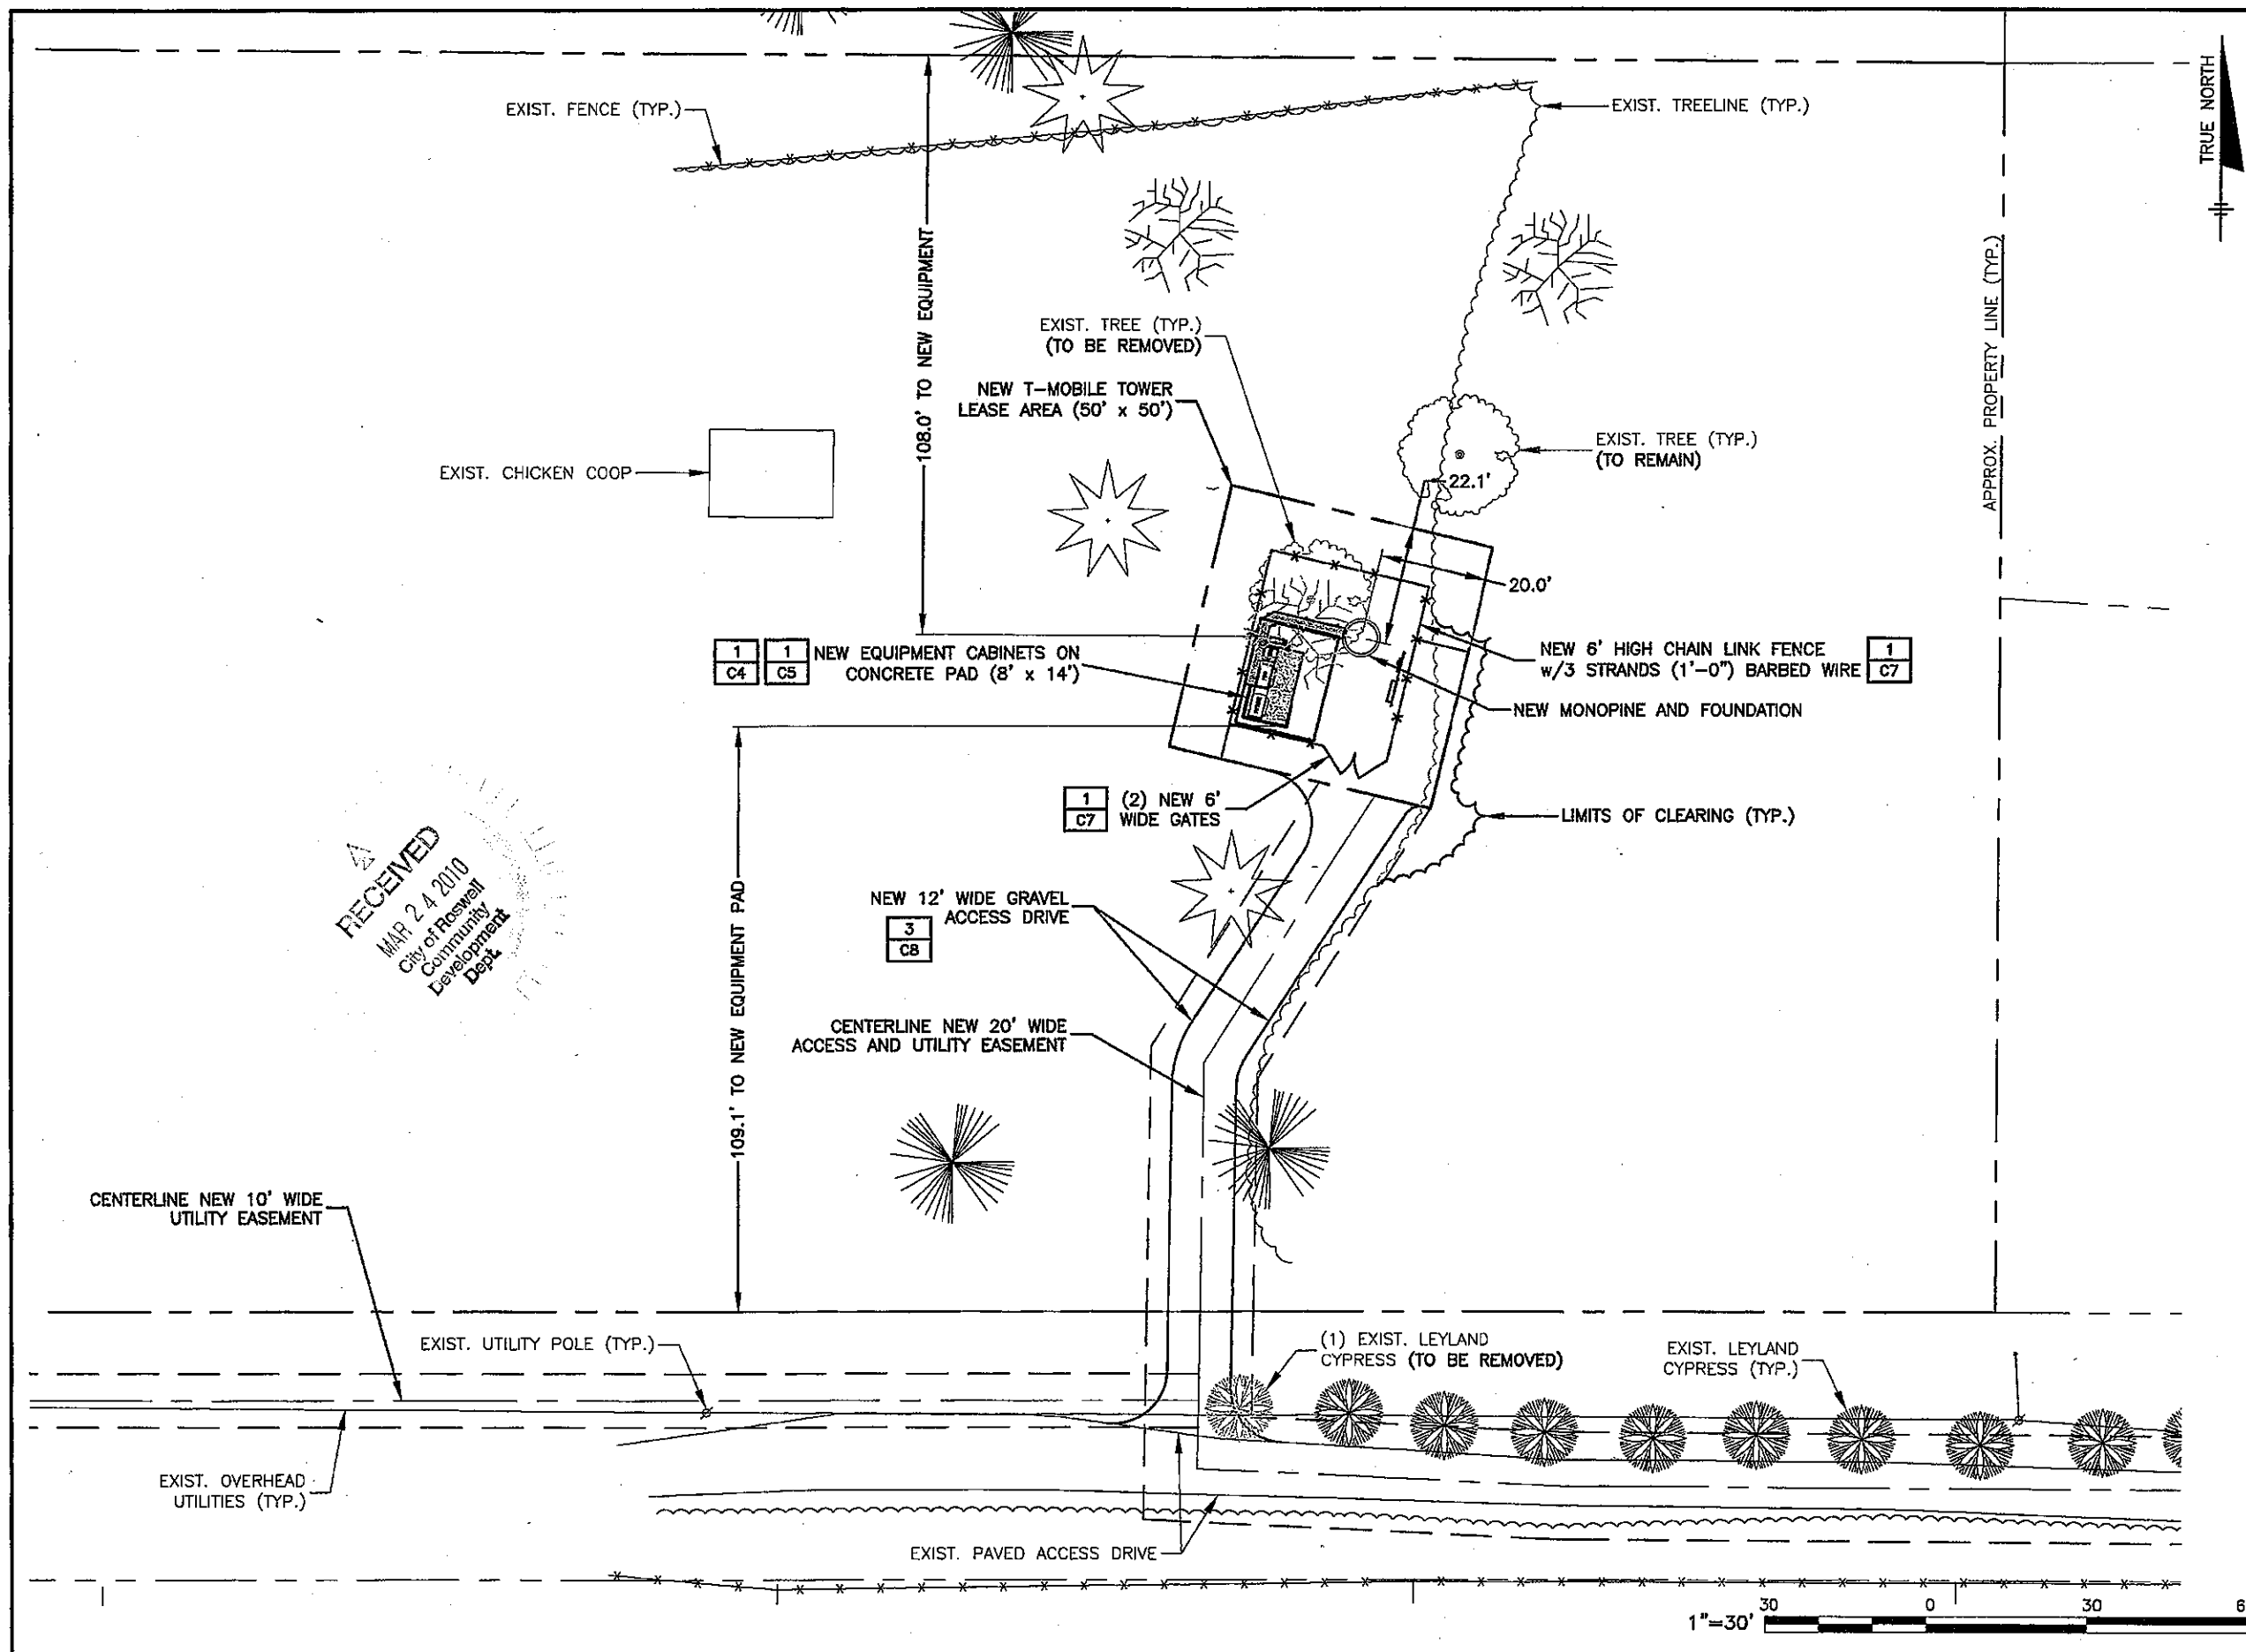 TRUE NORTH
EXIST. FENCE (TYP.)
EXIST. TREELINE (TYP.)
APPROX. PROPERTY LINE (TYP.)
108.0' TO NEW EQUIPMENT
EXIST. TREE (TYP.)
(TO BE REMOVED)
NEW T-MOBILE TOWER
LEASE AREA (50' x 50')
EXIST. CHICKEN COOP
EXIST. TREE (TYP.)
(TO REMAIN)
22.1'
20.0'
1
C4
1
C5
NEW EQUIPMENT CABINETS ON
CONCRETE PAD (8' x 14')
NEW 6' HIGH CHAIN LINK FENCE
w/3 STRANDS (1'-0") BARBED WIRE
1
C7
NEW MONOPINE AND FOUNDATION
1
C7
(2) NEW 6'
WIDE GATES
LIMITS OF CLEARING (TYP.)
RECEIVED
MAR 24 2010
City of Roswell
Community
Development
Dept.
109.1' TO NEW EQUIPMENT PAD
NEW 12' WIDE GRAVEL
ACCESS DRIVE
3
C8
CENTERLINE NEW 20' WIDE
ACCESS AND UTILITY EASEMENT
CENTERLINE NEW 10' WIDE
UTILITY EASEMENT
EXIST. UTILITY POLE (TYP.)
(1) EXIST. LEYLAND
CYPRESS (TO BE REMOVED)
EXIST. LEYLAND
CYPRESS (TYP.)
EXIST. OVERHEAD
UTILITIES (TYP.)
EXIST. PAVED ACCESS DRIVE
1"=30'
30 0 30